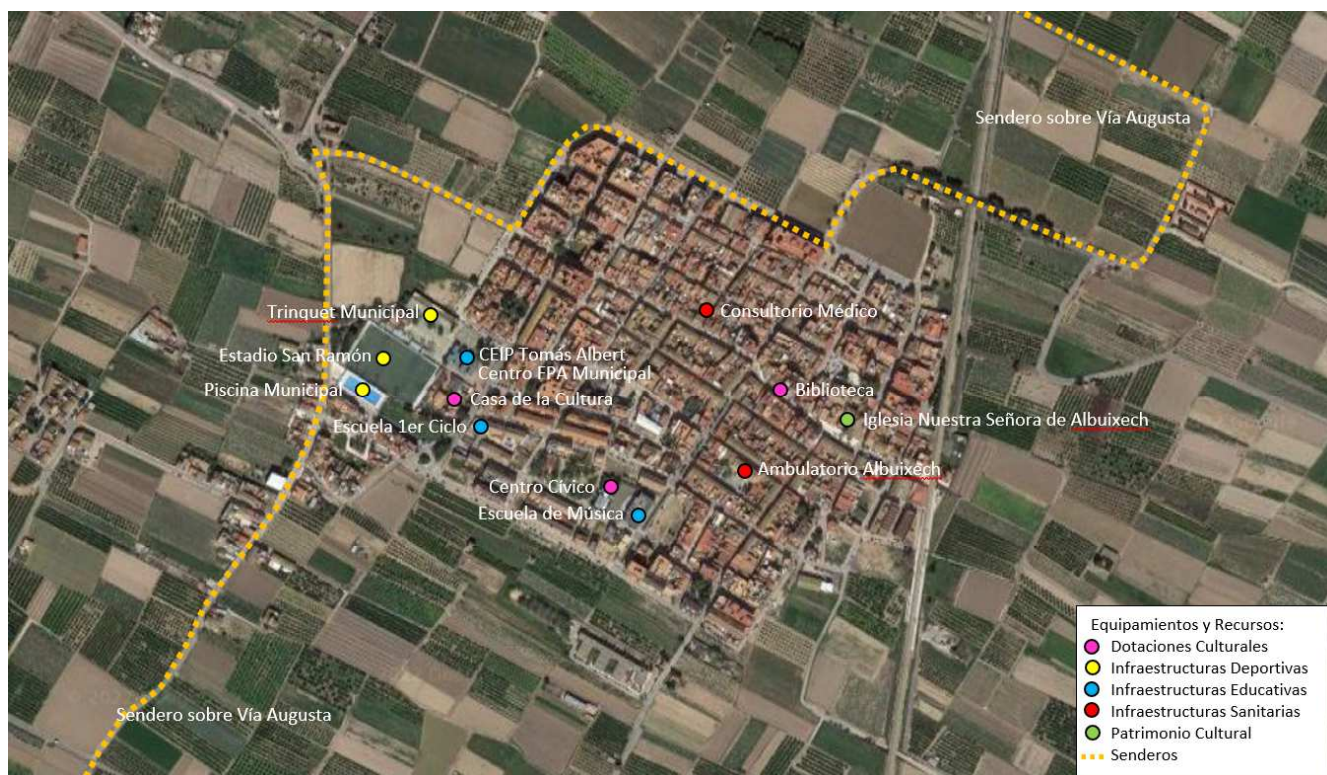 Sendero sobre Vía Augusta
Trinquet Municipal
Consultorio Médico
Estadio San Ramón
CEIP Tomás Albert
Centro FPA Municipal
Piscina Municipal
Casa de la Cultura
Biblioteca
Iglesia Nuestra Señora de Albuixech
Escuela 1er Ciclo
Ambulatorio Albuixech
Centro Cívico
Escuela de Música
Sendero sobre Vía Augusta
Equipamientos y Recursos:
Dotaciones Culturales
Infraestructuras Deportivas
Infraestructuras Educativas
Infraestructuras Sanitarias
Patrimonio Cultural
Senderos